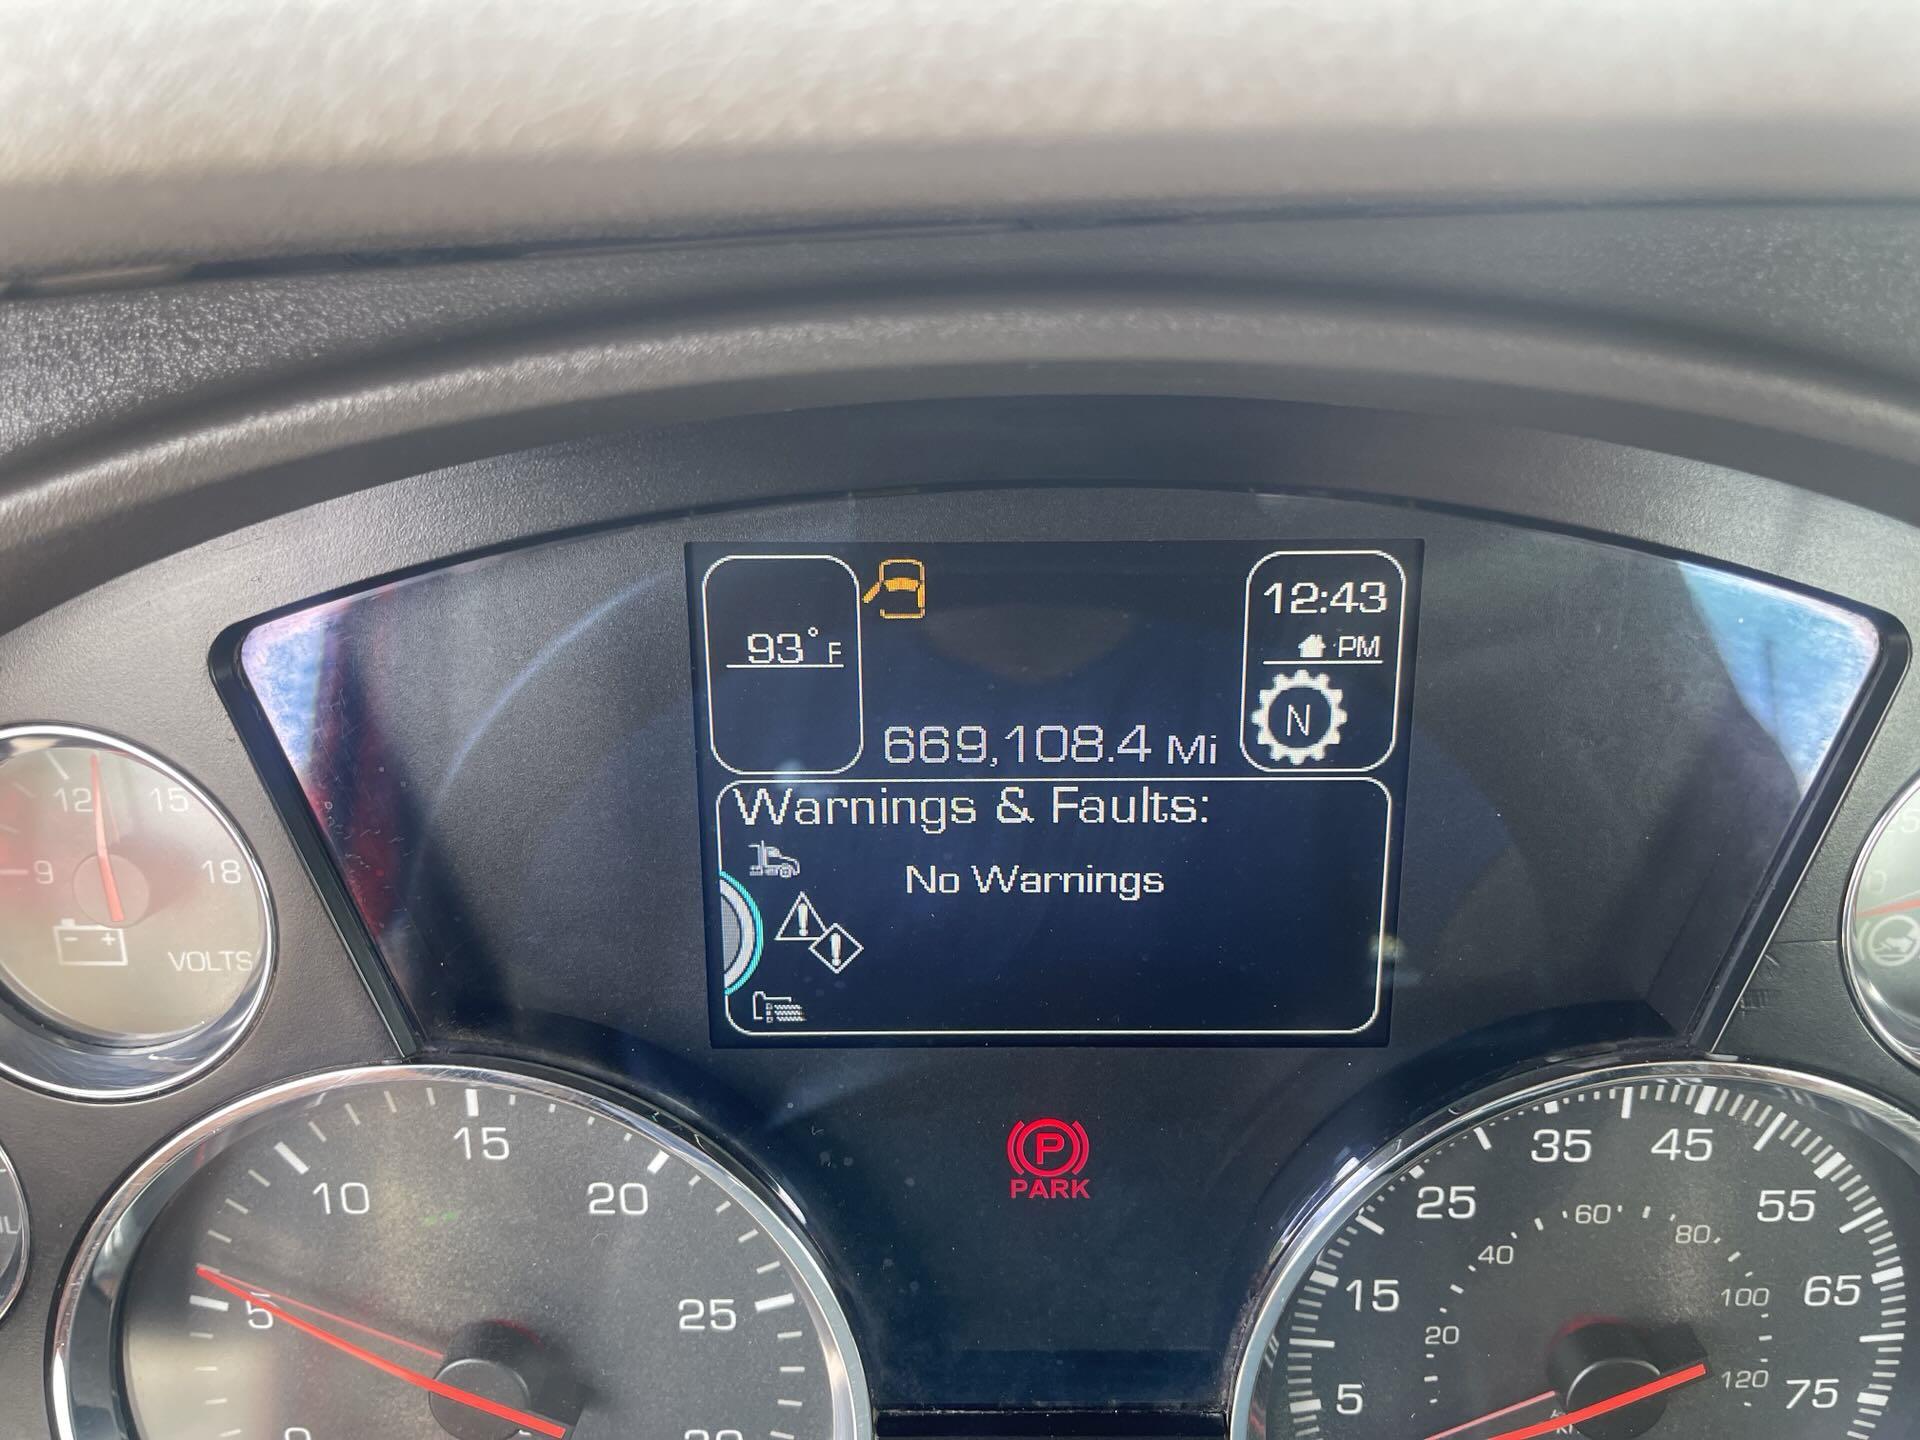 12:43
93°F
PM
N
669,108.4 Mi
Warnings & Faults:
No Warnings
12 15
9 18
VOLTS
P
PARK
5 10 15 20 25
5 15 25 35 45 55 65 75
20 40 60 80 100 120